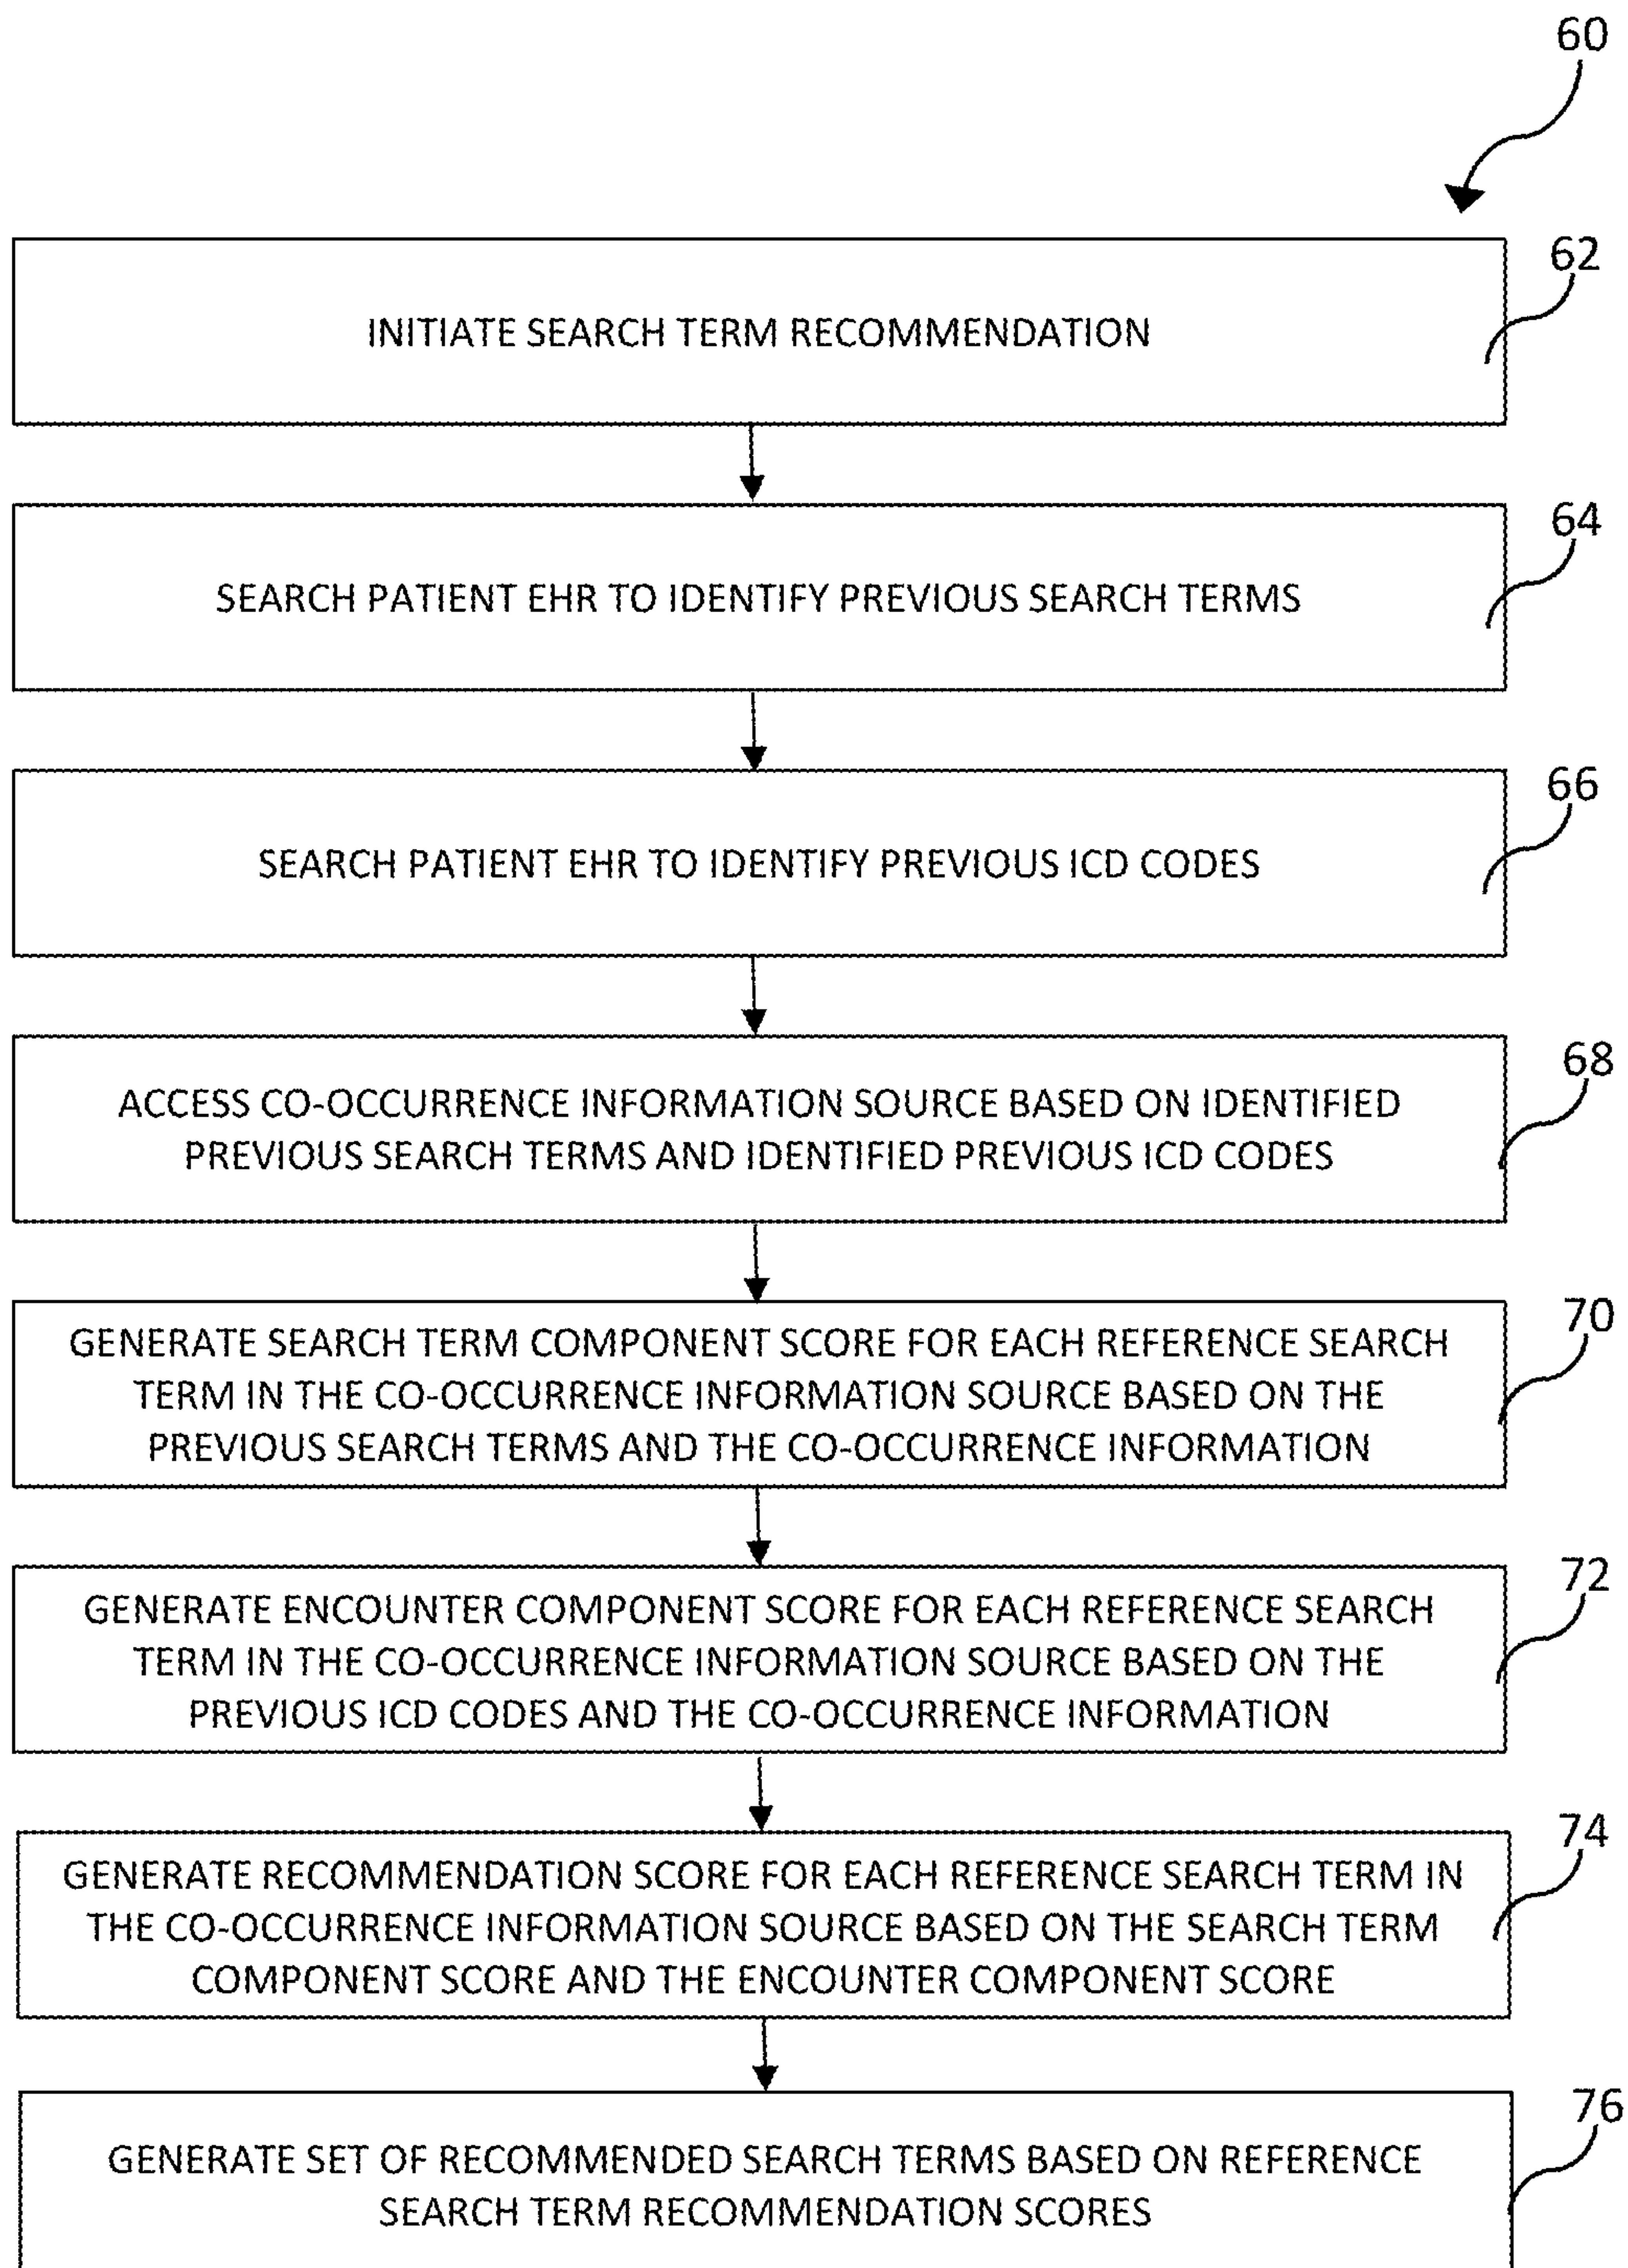 60
62
INITIATE SEARCH TERM RECOMMENDATION
64
SEARCH PATIENT EHR TO IDENTIFY PREVIOUS SEARCH TERMS
66
SEARCH PATIENT EHR TO IDENTIFY PREVIOUS ICD CODES
68
ACCESS CO-OCCURRENCE INFORMATION SOURCE BASED ON IDENTIFIED
PREVIOUS SEARCH TERMS AND IDENTIFIED PREVIOUS ICD CODES
70
GENERATE SEARCH TERM COMPONENT SCORE FOR EACH REFERENCE SEARCH
TERM IN THE CO-OCCURRENCE INFORMATION SOURCE BASED ON THE
PREVIOUS SEARCH TERMS AND THE CO-OCCURRENCE INFORMATION
72
GENERATE ENCOUNTER COMPONENT SCORE FOR EACH REFERENCE SEARCH
TERM IN THE CO-OCCURRENCE INFORMATION SOURCE BASED ON THE
PREVIOUS ICD CODES AND THE CO-OCCURRENCE INFORMATION
74
GENERATE RECOMMENDATION SCORE FOR EACH REFERENCE SEARCH TERM IN
THE CO-OCCURRENCE INFORMATION SOURCE BASED ON THE SEARCH TERM
COMPONENT SCORE AND THE ENCOUNTER COMPONENT SCORE
76
GENERATE SET OF RECOMMENDED SEARCH TERMS BASED ON REFERENCE
SEARCH TERM RECOMMENDATION SCORES